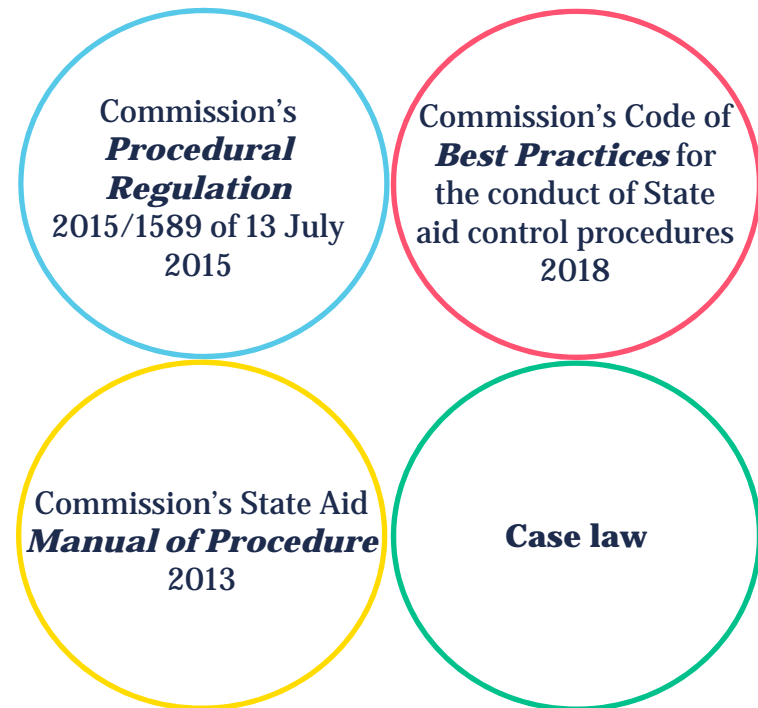 Commission’s
Procedural
Regulation
2015/1589 of 13 July
2015
Commission’s Code of
Best Practices for
the conduct of State
aid control procedures
2018
Commission’s State Aid
Manual of Procedure
2013
Case law